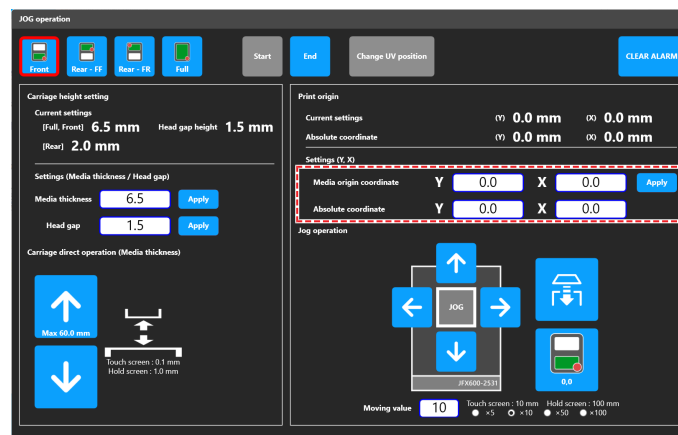 JOG operation
Front Rear - FF Rear - FR Full Start End Change UV position CLEAR ALARM
Carriage height setting
Current settings
[Full, Front] 6.5 mm Head gap height 1.5 mm
[Rear] 2.0 mm
Settings (Media thickness / Head gap)
Media thickness 6.5 Apply
Head gap 1.5 Apply
Carriage direct operation (Media thickness)
Max 60.0 mm
Touch screen : 0.1 mm
Hold screen : 1.0 mm
Print origin
Current settings (Y) 0.0 mm (X) 0.0 mm
Absolute coordinate (Y) 0.0 mm (X) 0.0 mm
Settings (Y, X)
Media origin coordinate Y 0.0 X 0.0 Apply
Absolute coordinate Y 0.0 X 0.0
Jog operation
JOG
JFX600-2531
0,0
Moving value 10 Touch screen : 10 mm Hold screen : 100 mm
×5 ×10 ×50 ×100